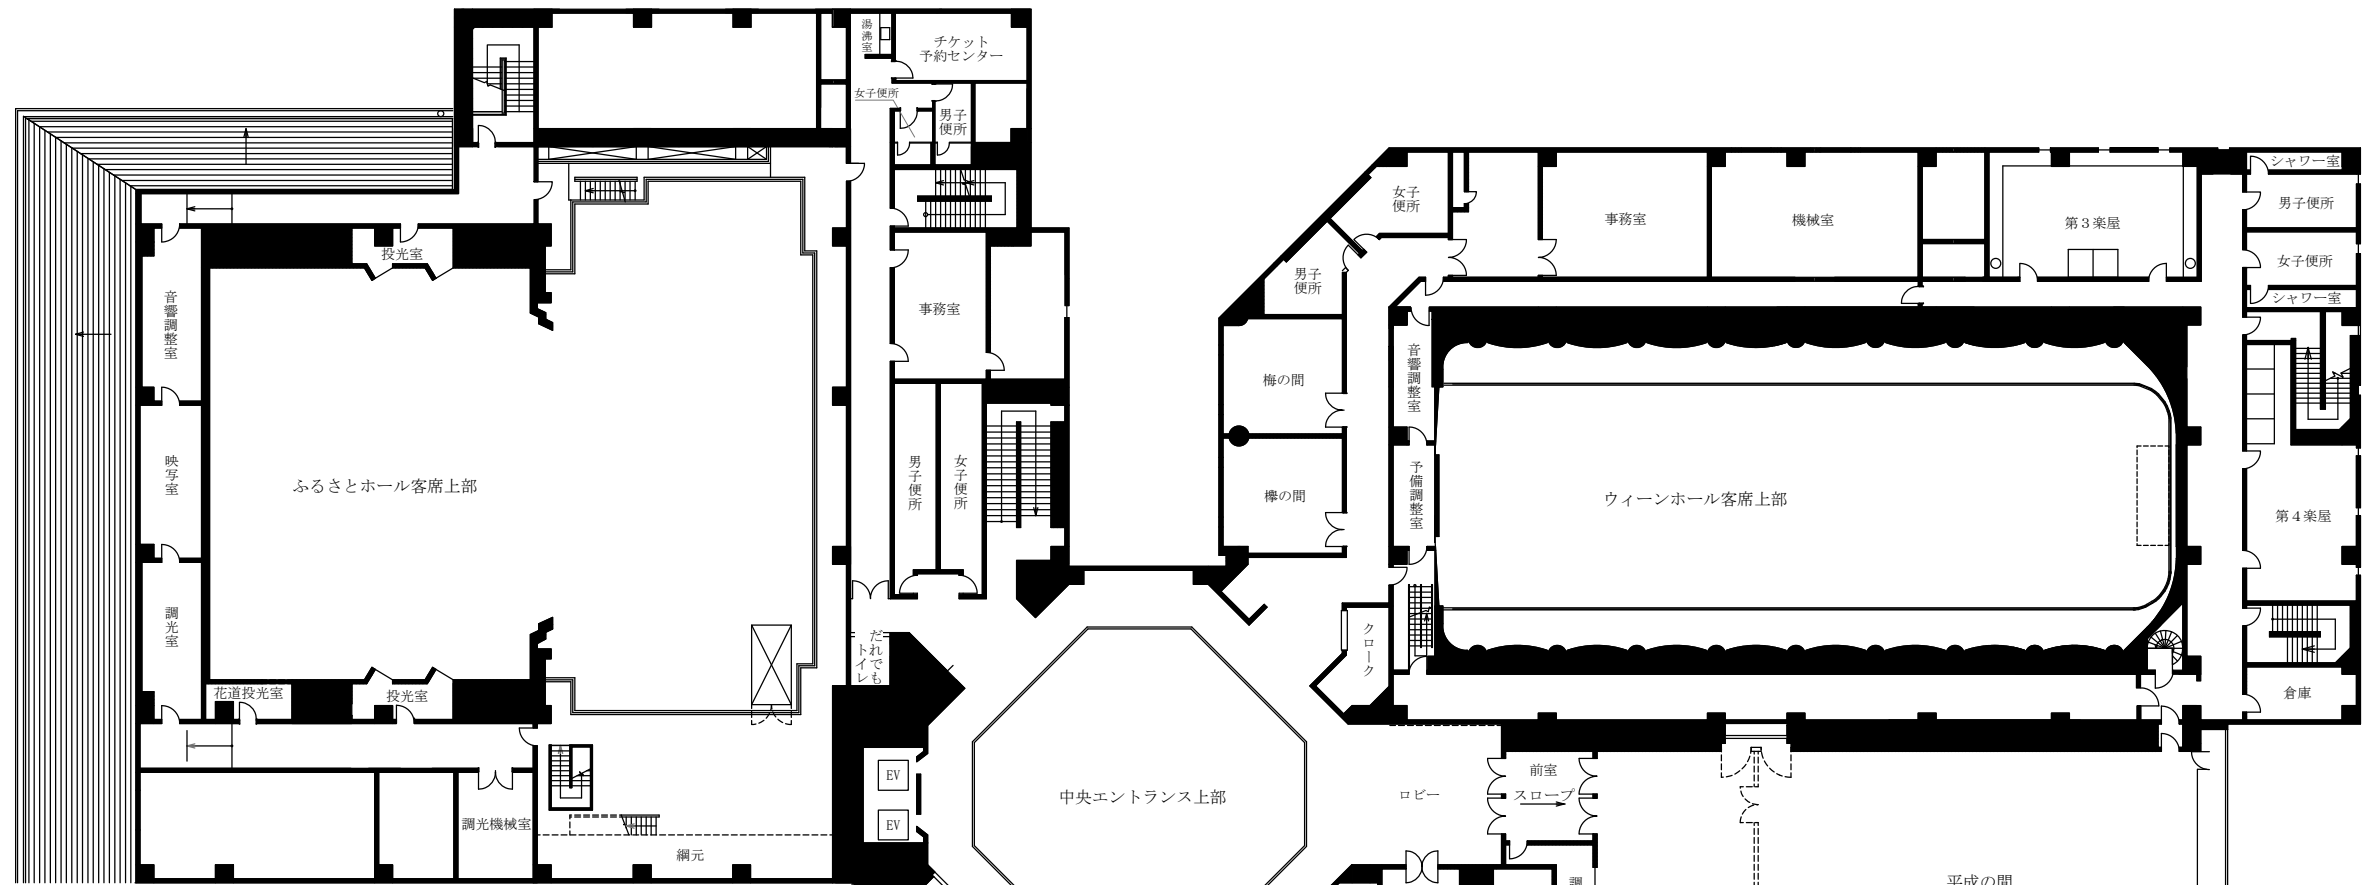 湯沸室
チケット
予約センター
女子便所
男子
便所
投光室
音響調整室
事務室
映写室
ふるさとホール客席上部
男子便所
女子便所
調光室
だれでも
トイレ
花道投光室
投光室
EV
EV
調光機械室
綱元
中央エントランス上部
女子
便所
男子
便所
事務室
機械室
第３楽屋
シャワー室
男子便所
女子便所
シャワー室
梅の間
欅の間
音響調整室
予備調整室
ウィーンホール客席上部
第４楽屋
クローク
倉庫
ロビー
前室
スロープ
調
平成の間